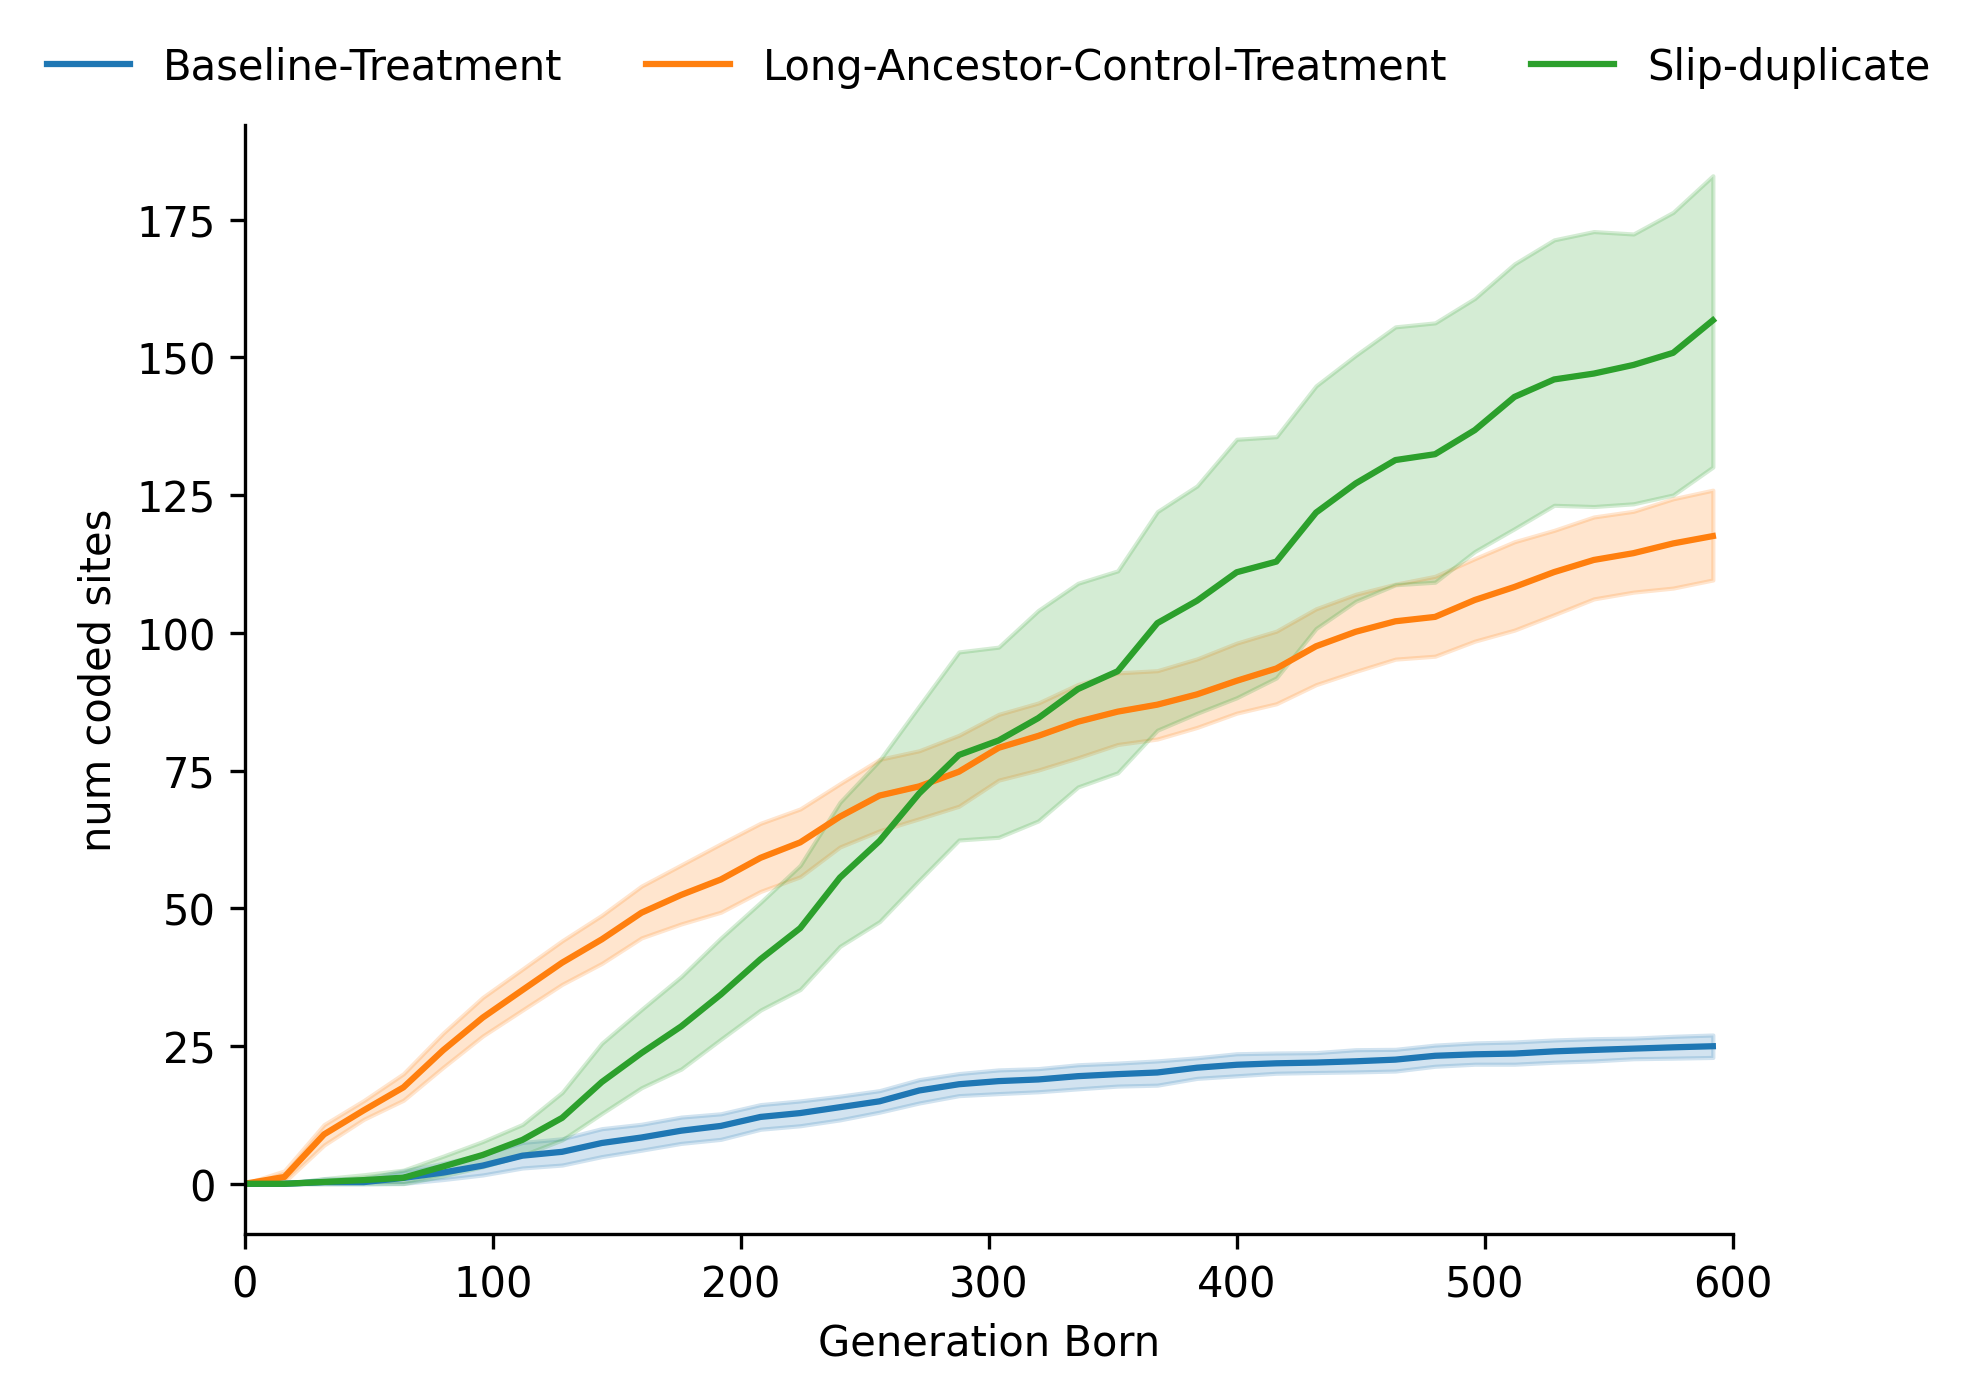 Baseline-Treatment Long-Ancestor-Control-Treatment Slip-duplicate
175
150
125
100
75
50
25
0
num coded sites
0 100 200 300 400 500 600
Generation Born